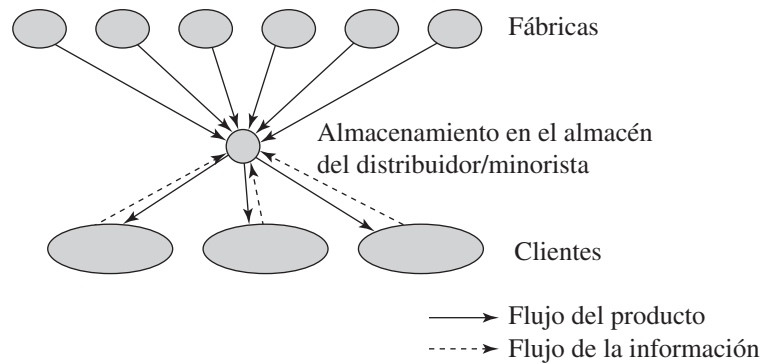 Fábricas
Almacenamiento en el almacén
del distribuidor/minorista
Clientes
Flujo del producto
Flujo de la información